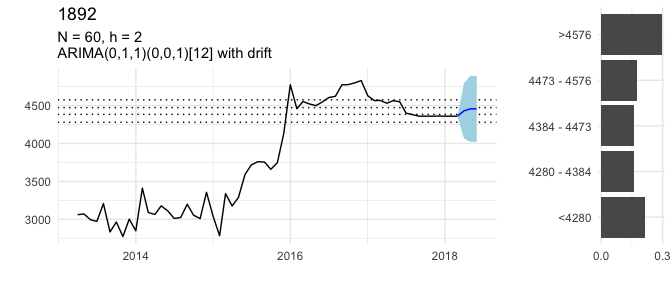 1892
N = 60, h = 2
ARIMA(0,1,1)(0,0,1)[12] with drift
4500
4000
3500
3000
2014
2016
2018
>4576
4473 - 4576
4384 - 4473
4280 - 4384
<4280
0.0
0.3